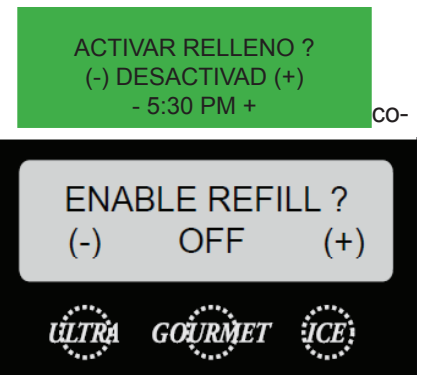 ACTIVAR RELLENO ?
(-) DESACTIVAD (+)
- 5:30 PM +
co-
ENABLE REFILL ?
(-) OFF (+)
ULTRA GOURMET ICE